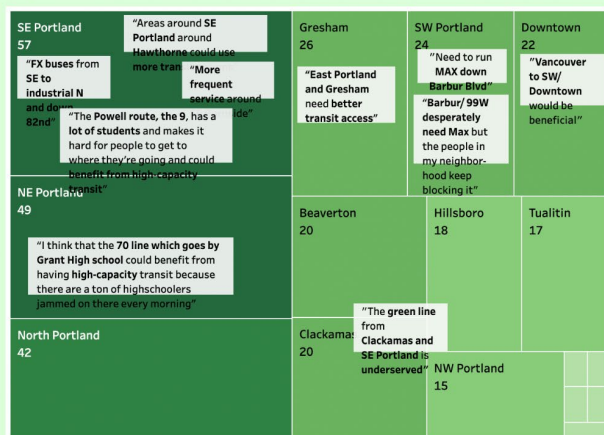 SE Portland
57
"Areas around SE
Portland around
Hawthorne could use
more tran
"FX buses from
SE to
industrial N
and down
82nd"
"More
frequent
service around
ide"
"The Powell route, the 9, has a
lot of students and makes it
hard for people to get to
where they're going and could
benefit from high-capacity
transit"
NE Portland
49
"I think that the 70 line which goes by
Grant High school could benefit from
having high-capacity transit because
there are a ton of highschoolers
jammed on there every morning"
North Portland
42
Gresham
26
"East Portland
and Gresham
need better
transit access"
SW Portland
24
"Need to run
MAX down
Barbur Blvd"
"Barbur/ 99W
desperately
need Max but
the people in
my neighbor-
hood keep
blocking it"
Downtown
22
"Vancouver
to SW/
Downtown
would be
beneficial"
Beaverton
20
Hillsboro
18
Tualitin
17
Clackamas
20
"The green line
from
Clackamas and
SE Portland is
underserved"
NW Portland
15